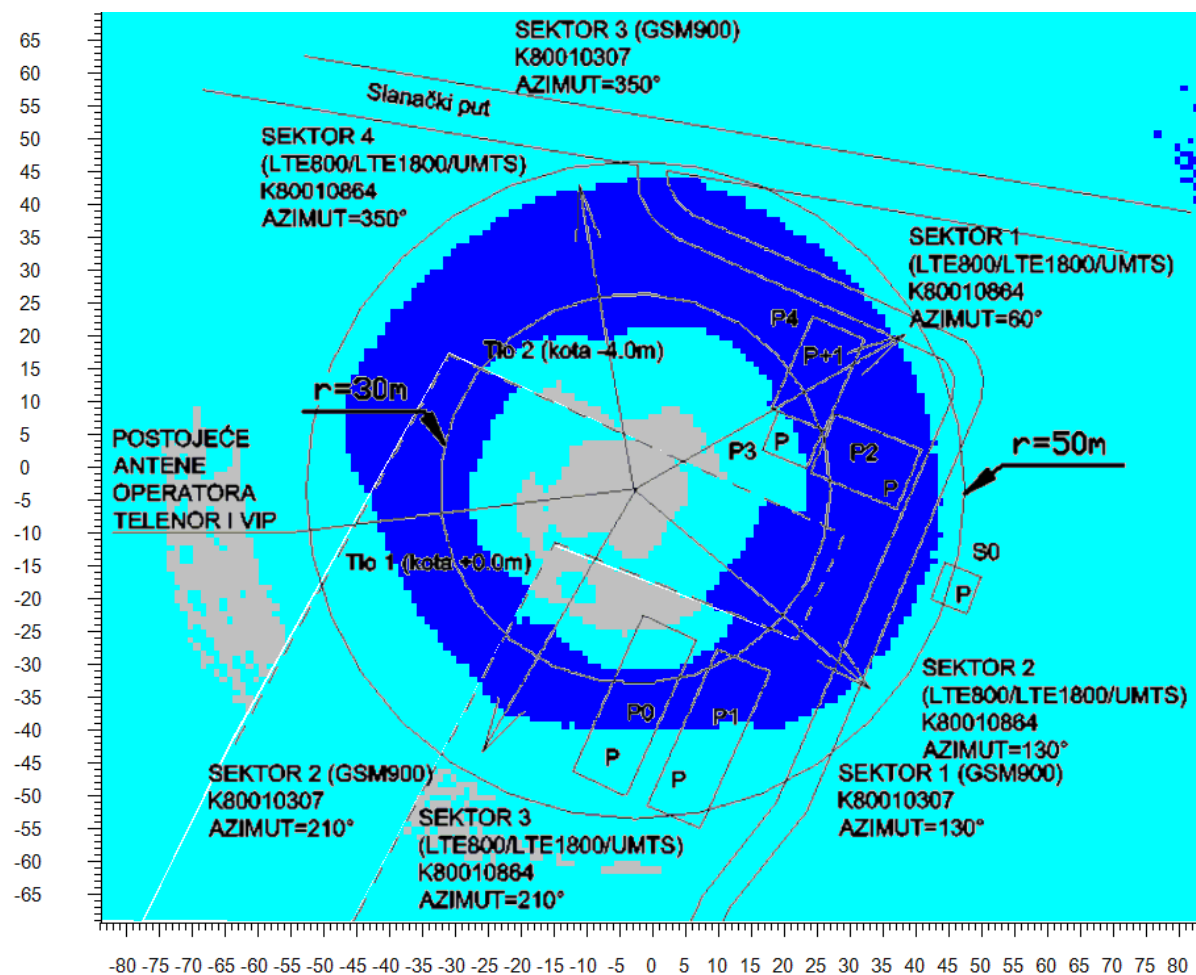 SEKTOR 3 (GSM900)
K80010307
AZIMUT=350°
Slanački put
SEKTOR 4
(LTE800/LTE1800/UMTS)
K80010864
AZIMUT=350°
SEKTOR 1
(LTE800/LTE1800/UMTS)
K80010864
AZIMUT=60°
P4
P+1
Tlo 2 (kota -4.0m)
r=30m
POSTOJEĆE
ANTENE
OPERATORA
TELENOR I VIP
P3
P
P2
P
r=50m
Tlo 1 (kota +0.0m)
S0
P
SEKTOR 2
(LTE800/LTE1800/UMTS)
K80010864
AZIMUT=130°
P0
P1
P
P
SEKTOR 2 (GSM900)
K80010307
AZIMUT=210°
SEKTOR 1 (GSM900)
K80010307
AZIMUT=130°
SEKTOR 3
(LTE800/LTE1800/UMTS)
K80010864
AZIMUT=210°
65
60
55
50
45
40
35
30
25
20
15
10
5
0
-5
-10
-15
-20
-25
-30
-35
-40
-45
-50
-55
-60
-65
-80 -75 -70 -65 -60 -55 -50 -45 -40 -35 -30 -25 -20 -15 -10 -5 0 5 10 15 20 25 30 35 40 45 50 55 60 65 70 75 80